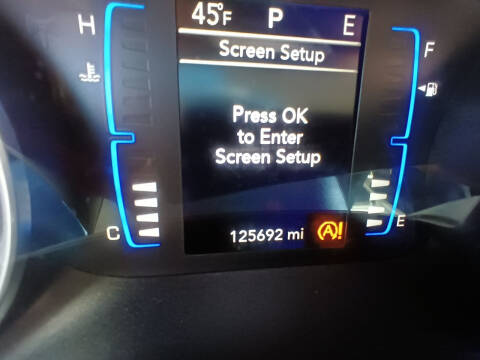 H
45°F P E
F
Screen Setup
Press OK
to Enter
Screen Setup
C
125692 mi
(A)!
E